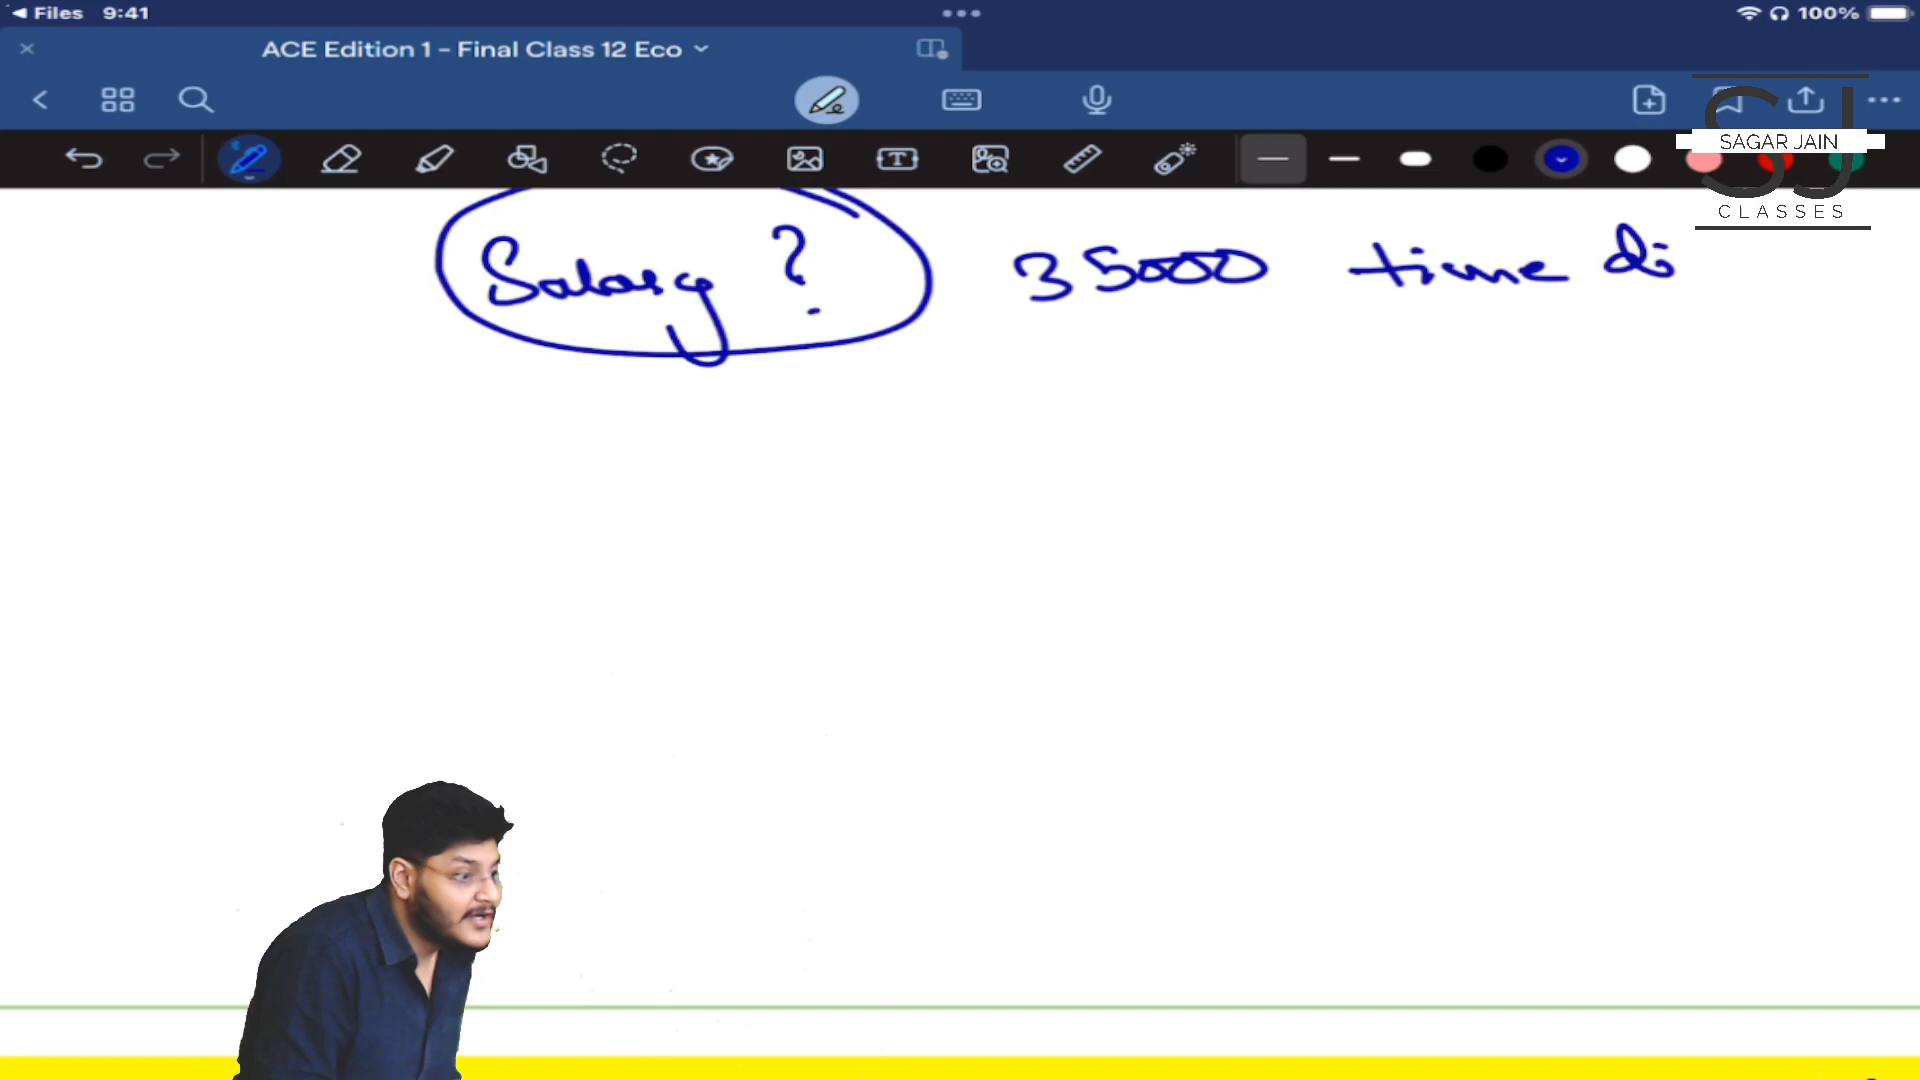 Files 9:41 100%
ACE Edition 1 - Final Class 12 Eco
SAGAR JAIN
CLASSES
Salary ? 35000 time di